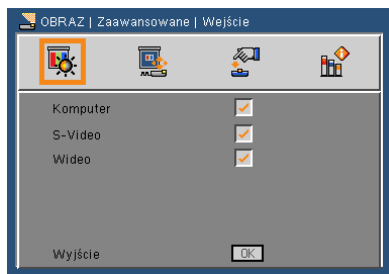 OBRAZ | Zaawansowane | Wejście
Komputer
S-Video
Wideo
Wyjście OK